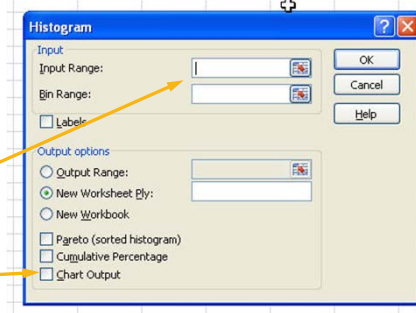 Histogram
Input
Input Range:
Bin Range:
Labels
OK
Cancel
Help
Output options
Output Range:
New Worksheet Ply:
New Workbook
Pareto (sorted histogram)
Cumulative Percentage
Chart Output